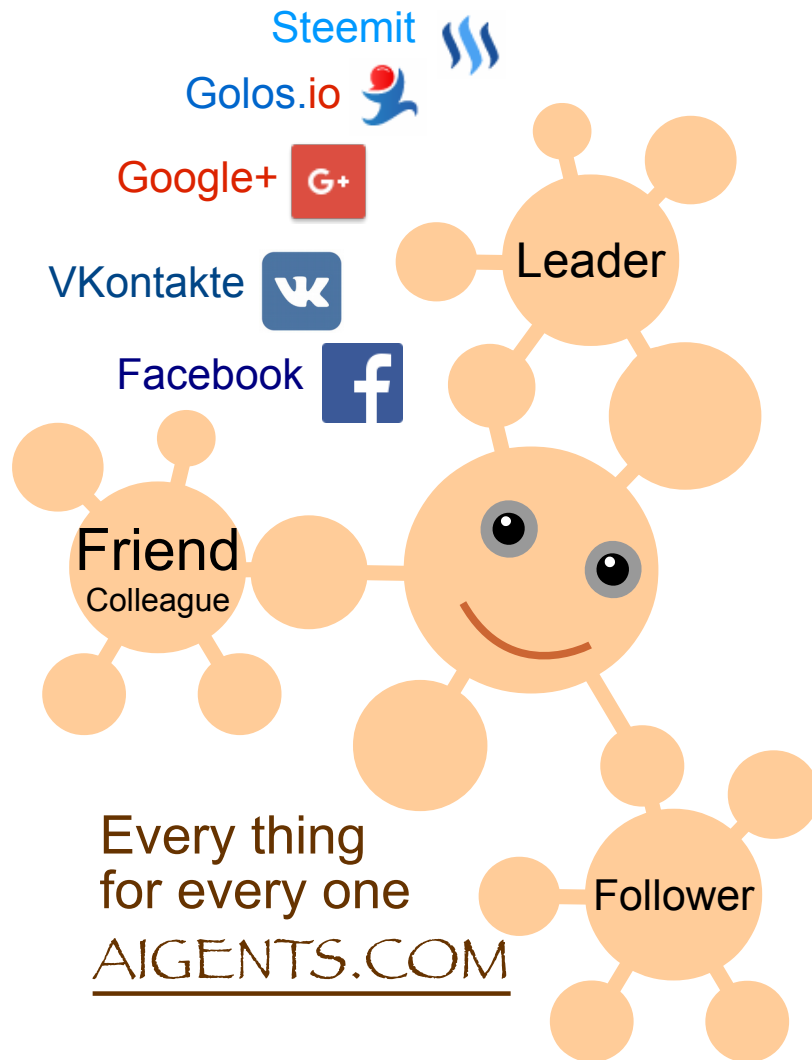 Steemit
Golos.io
Google+
G+
VKontakte
Facebook
Leader
Friend
Colleague
Follower
Every thing
for every one
AIGENTS.COM